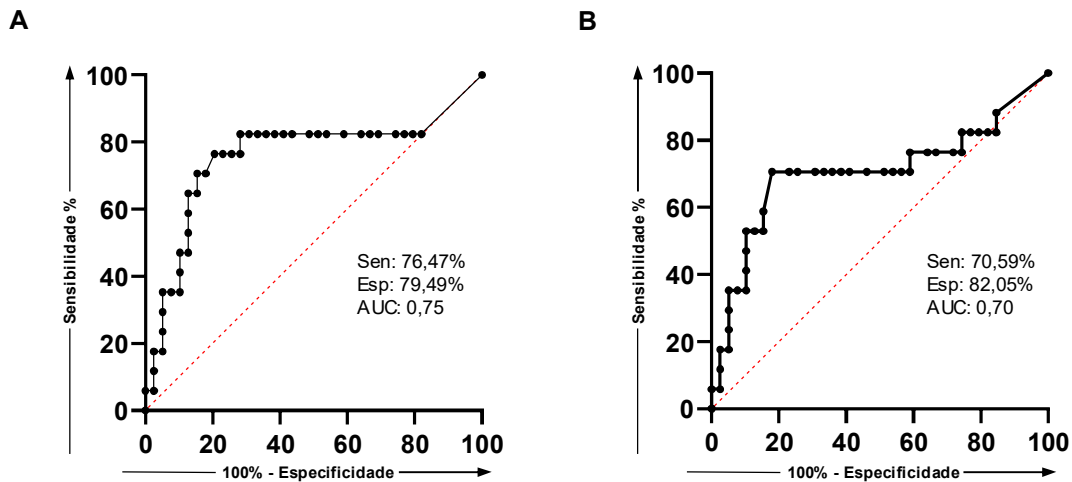 A
100
80
60
40
20
0
Sensibilidade %
Sen: 76,47%
Esp: 79,49%
AUC: 0,75
0 20 40 60 80 100
100% - Especificidade
B
100
80
60
40
20
0
Sensibilidade %
Sen: 70,59%
Esp: 82,05%
AUC: 0,70
0 20 40 60 80 100
100% - Especificidade